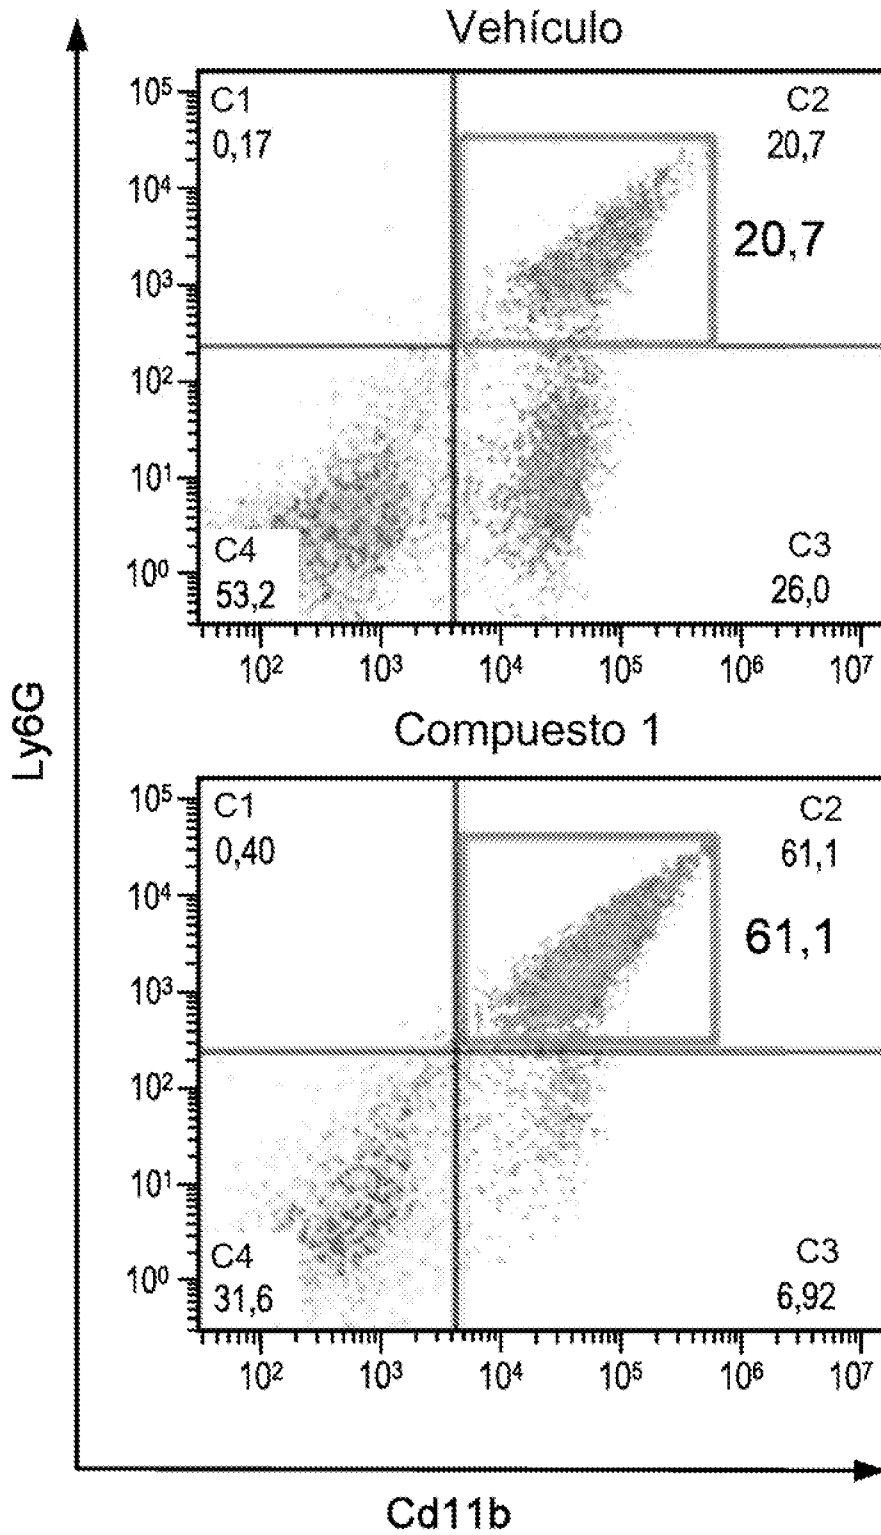 Vehículo
C1
0,17
C2
20,7
20,7
C4
53,2
C3
26,0
10⁵
10⁴
10³
10²
10¹
10⁰
10² 10³ 10⁴ 10⁵ 10⁶ 10⁷
Ly6G
Compuesto 1
C1
0,40
C2
61,1
61,1
C4
31,6
C3
6,92
10⁵
10⁴
10³
10²
10¹
10⁰
10² 10³ 10⁴ 10⁵ 10⁶ 10⁷
Cd11b